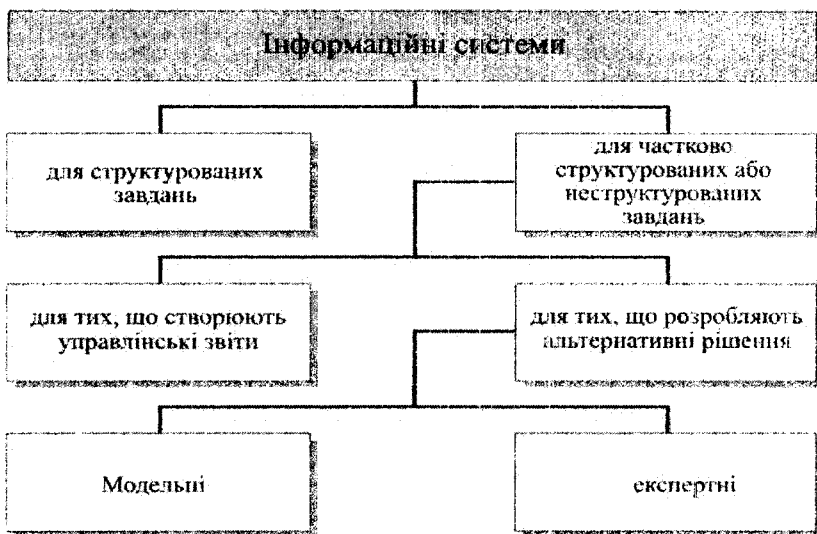 Інформаційні системи
для структурованих
завдань
для частково
структурованих або
неструктурованих
завдань
для тих, що створюють
управлінські звіти
для тих, що розробляють
альтернативні рішення
Модельні
експертні